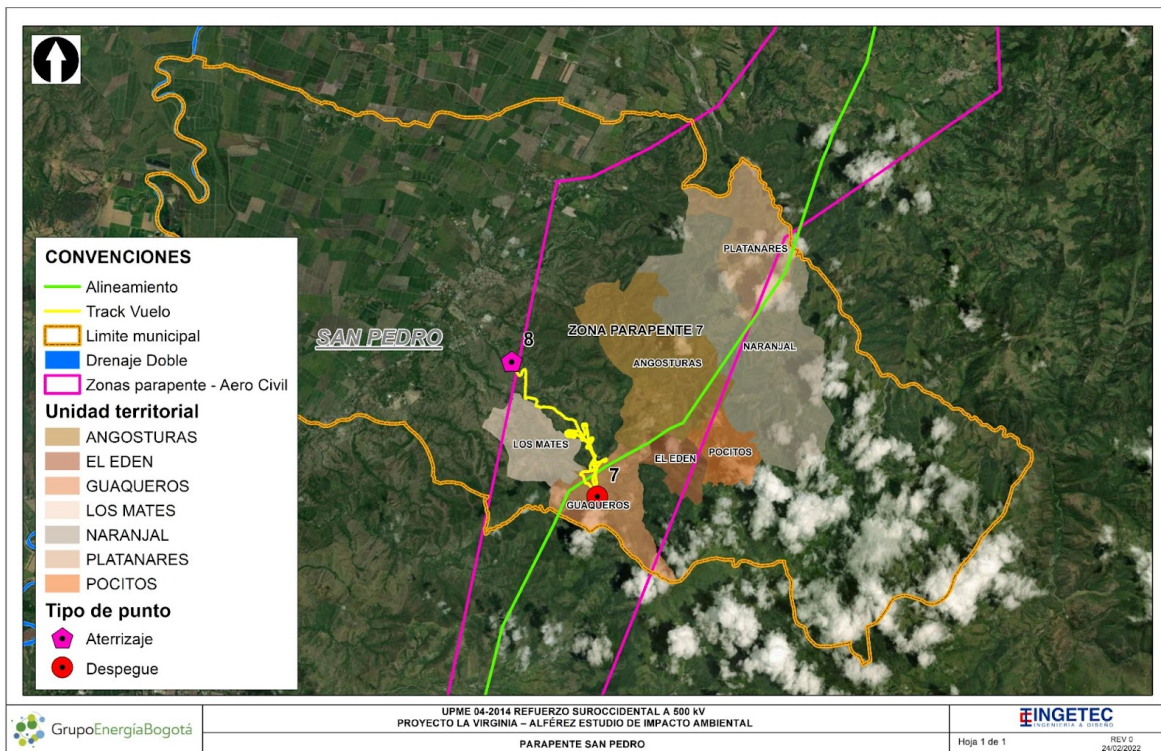 PLATANARES
ZONA PARAPENTE 7
NARANJAL
ANGOSTURAS
SAN PEDRO
8
LOS MATES
EL EDEN
POCITOS
7
GUAQUEROS
CONVENCIONES
Alineamiento
Track Vuelo
Limite municipal
Drenaje Doble
Zonas parapente - Aero Civil
Unidad territorial
ANGOSTURAS
EL EDEN
GUAQUEROS
LOS MATES
NARANJAL
PLATANARES
POCITOS
Tipo de punto
Aterrizaje
Despegue
GrupoEnergíaBogotá
UPME 04-2014 REFUERZO SUROCCIDENTAL A 500 kV
PROYECTO LA VIRGINIA – ALFÉREZ ESTUDIO DE IMPACTO AMBIENTAL
PARAPENTE SAN PEDRO
INGETEC
INGENIERÍA & DISEÑO
Hoja 1 de 1
REV 0
24/02/2022